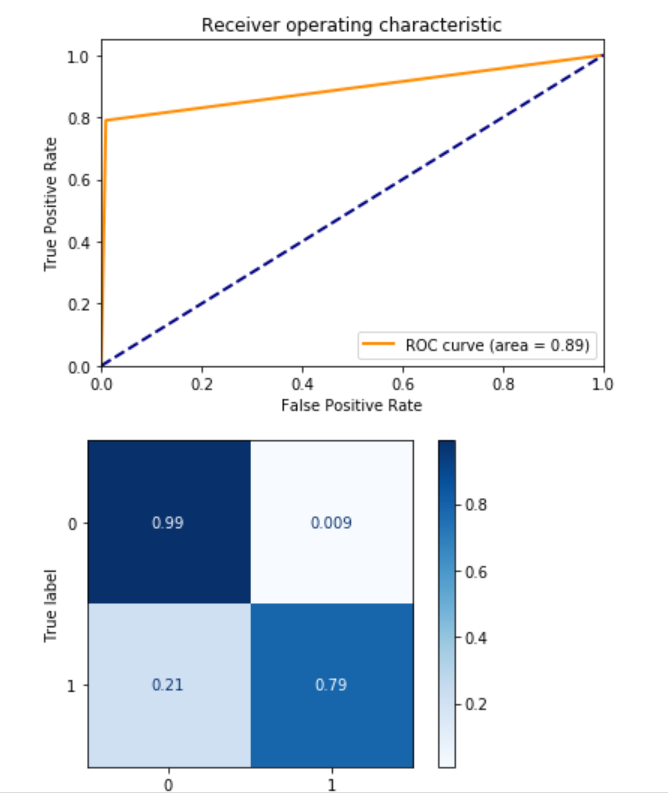 Receiver operating characteristic
1.0
0.8
0.6
0.4
0.2
0.0
True Positive Rate
ROC curve (area = 0.89)
0.0 0.2 0.4 0.6 0.8 1.0
False Positive Rate
True label
0 0.99 0.009
1 0.21 0.79
0 1
0.8
0.6
0.4
0.2